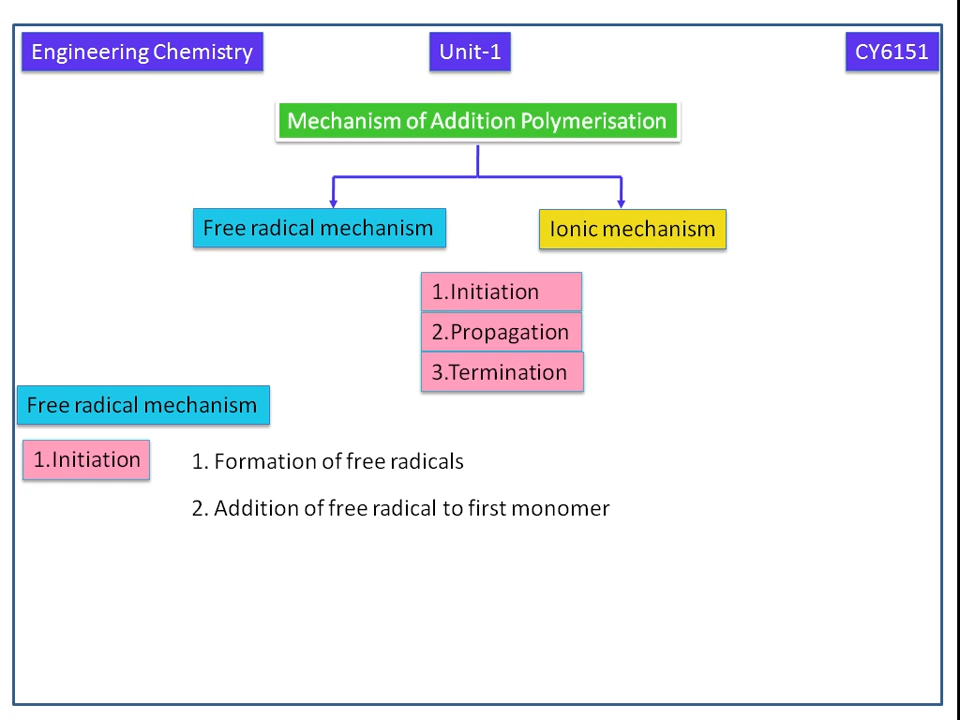 Engineering Chemistry
Unit-1
CY6151
Mechanism of Addition Polymerisation
Free radical mechanism
Ionic mechanism
1.Initiation
2.Propagation
3.Termination
Free radical mechanism
1.Initiation
1. Formation of free radicals
2. Addition of free radical to first monomer